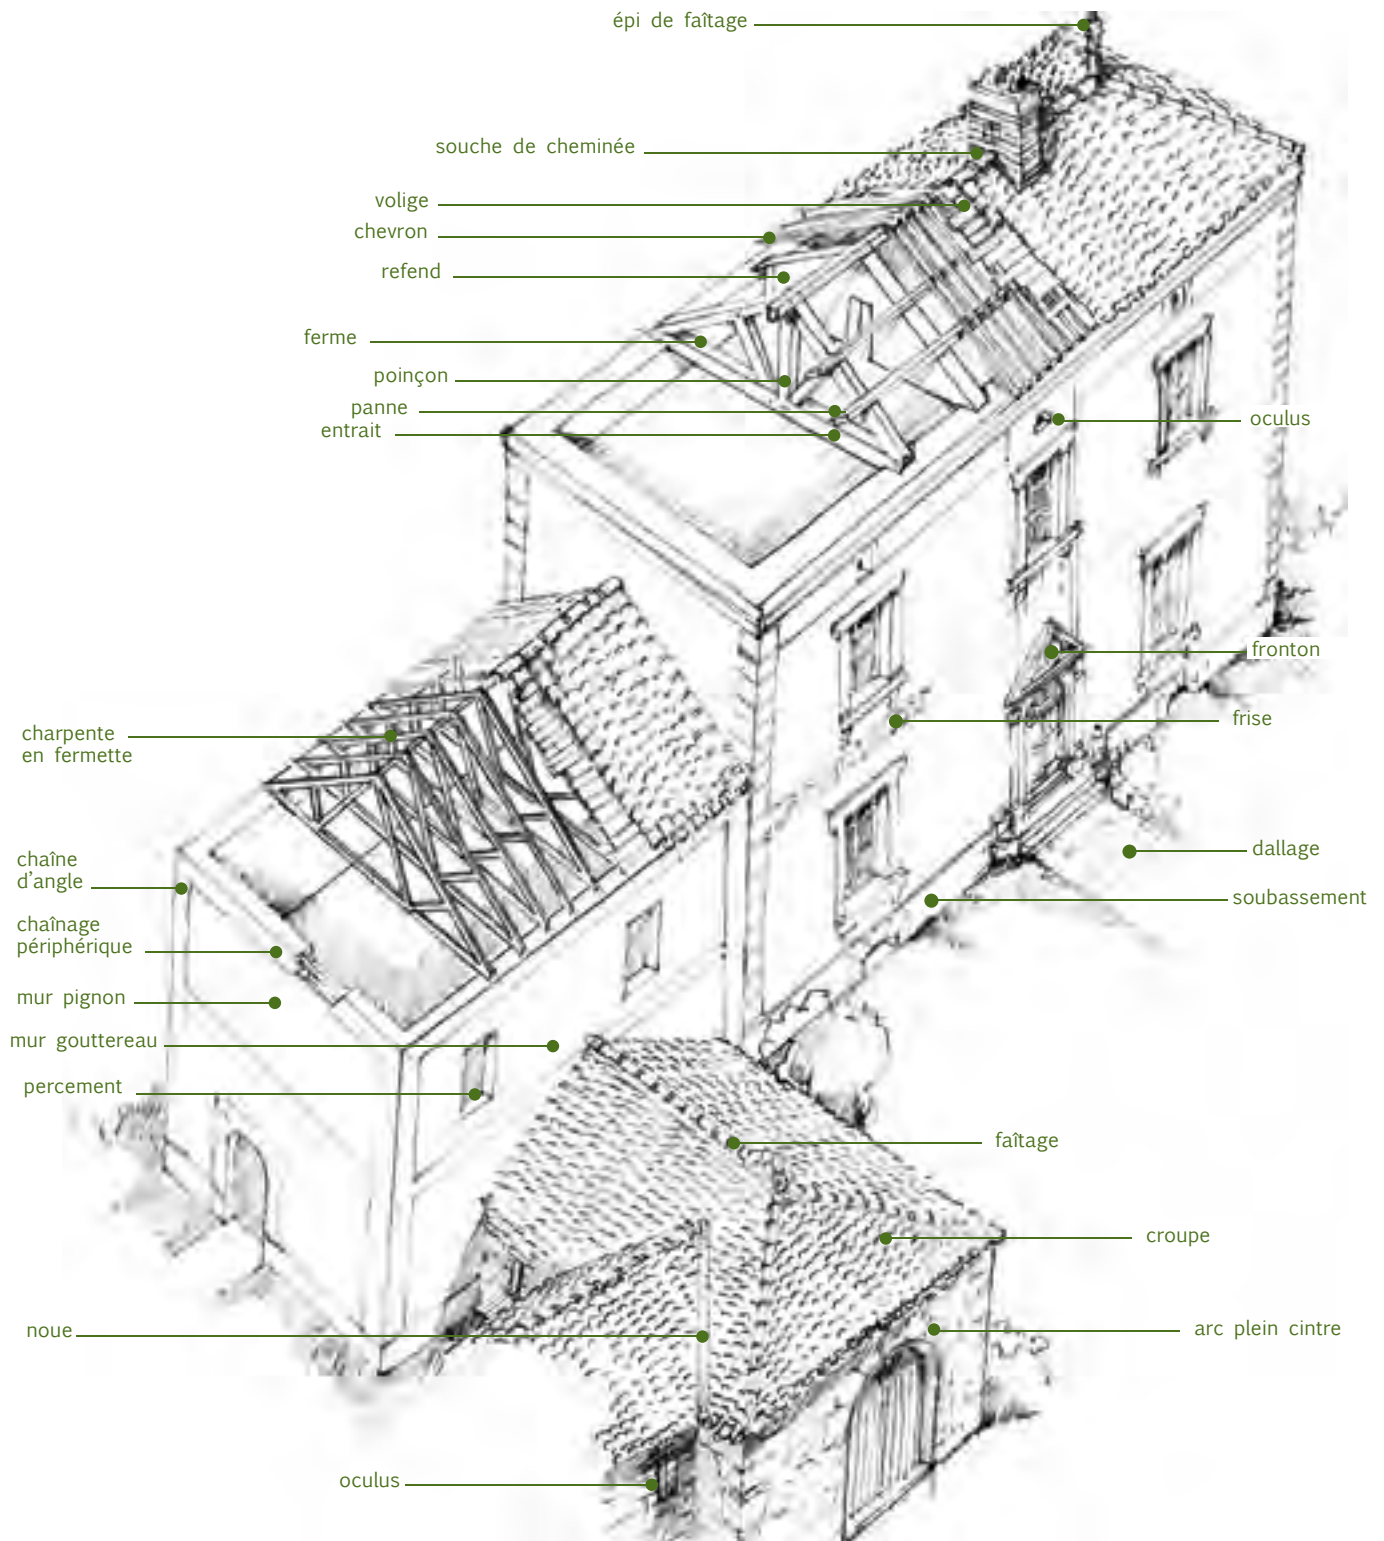 épi de faîtage
souche de cheminée
volige
chevron
refend
ferme
poinçon
panne
entrait
oculus
fronton
frise
charpente
en fermette
dallage
chaîne
d'angle
soubassement
chaînage
périphérique
mur pignon
mur gouttereau
percement
faîtage
croupe
noue
arc plein cintre
oculus